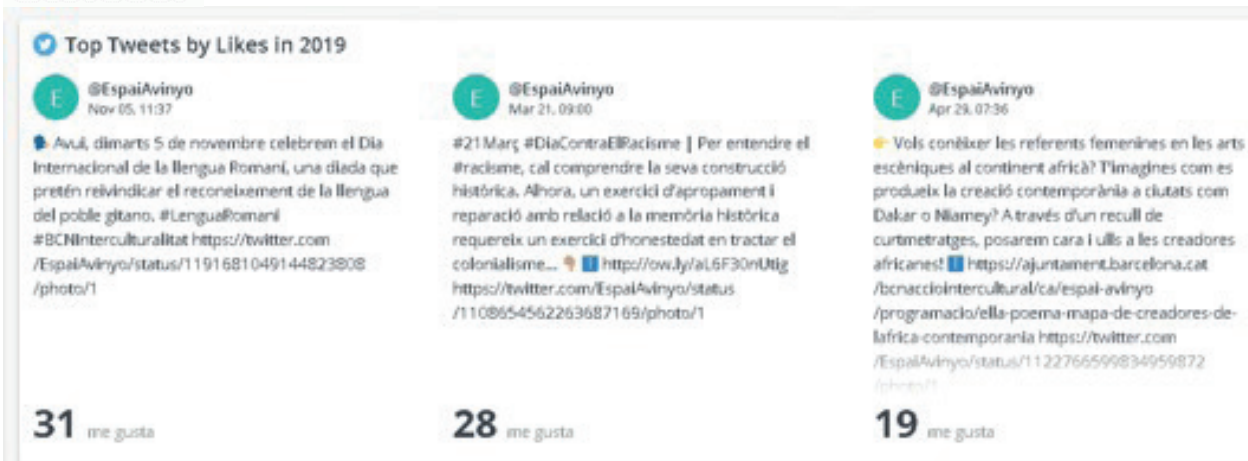 Top Tweets by Likes in 2019
@EspaiAvinyo
Nov 05, 11:37
Avui, dimarts 5 de novembre celebrem el Dia
Internacional de la llengua Romaní, una diada que
pretén reivindicar el reconeixement de la llengua
del poble gitano. #LenguaRomaní
#BCNInterculturalitat https://twitter.com
/EspaiAvinyo/status/1191681049144823808
/photo/1
31 me gusta
@EspaiAvinyo
Mar 21, 09:00
#21Març #DiaContraElRacisme | Per entendre el
#racisme, cal comprendre la seva construcció
històrica. Alhora, un exercici d'apropament i
reparació amb relació a la memòria històrica
requereix un exercici d'honestedat en tractar el
colonialisme... http://ow.ly/aL6F30nUtig
https://twitter.com/EspaiAvinyo/status
/1108654562263687169/photo/1
28 me gusta
@EspaiAvinyo
Apr 29, 07:36
Vols conèixer les referents femenines en les arts
escèniques al continent africà? T'imagines com es
produeix la creació contemporània a ciutats com
Dakar o Niamey? A través d'un recull de
curtmetratges, posarem cara i ulls a les creadores
africanes! https://ajuntament.barcelona.cat
/bcnacciointercultural/ca/espai-avinyo
/programacio/ella-poema-mapa-de-creadores-de-
lafrica-contemporania https://twitter.com
/EspaiAvinyo/status/1122766599834959872
/photo/1
19 me gusta